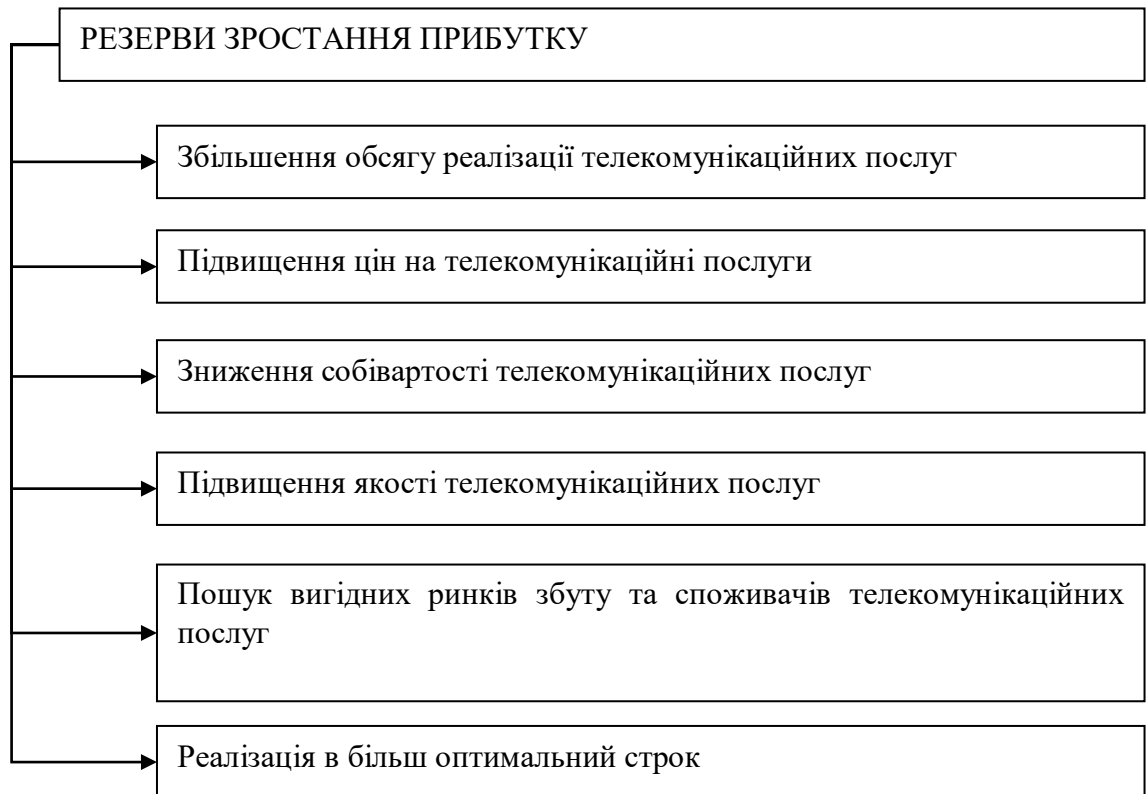 РЕЗЕРВИ ЗРОСТАННЯ ПРИБУТКУ
Збільшення обсягу реалізації телекомунікаційних послуг
Підвищення цін на телекомунікаційні послуги
Зниження собівартості телекомунікаційних послуг
Підвищення якості телекомунікаційних послуг
Пошук вигідних ринків збуту та споживачів телекомунікаційних
послуг
Реалізація в більш оптимальний строк